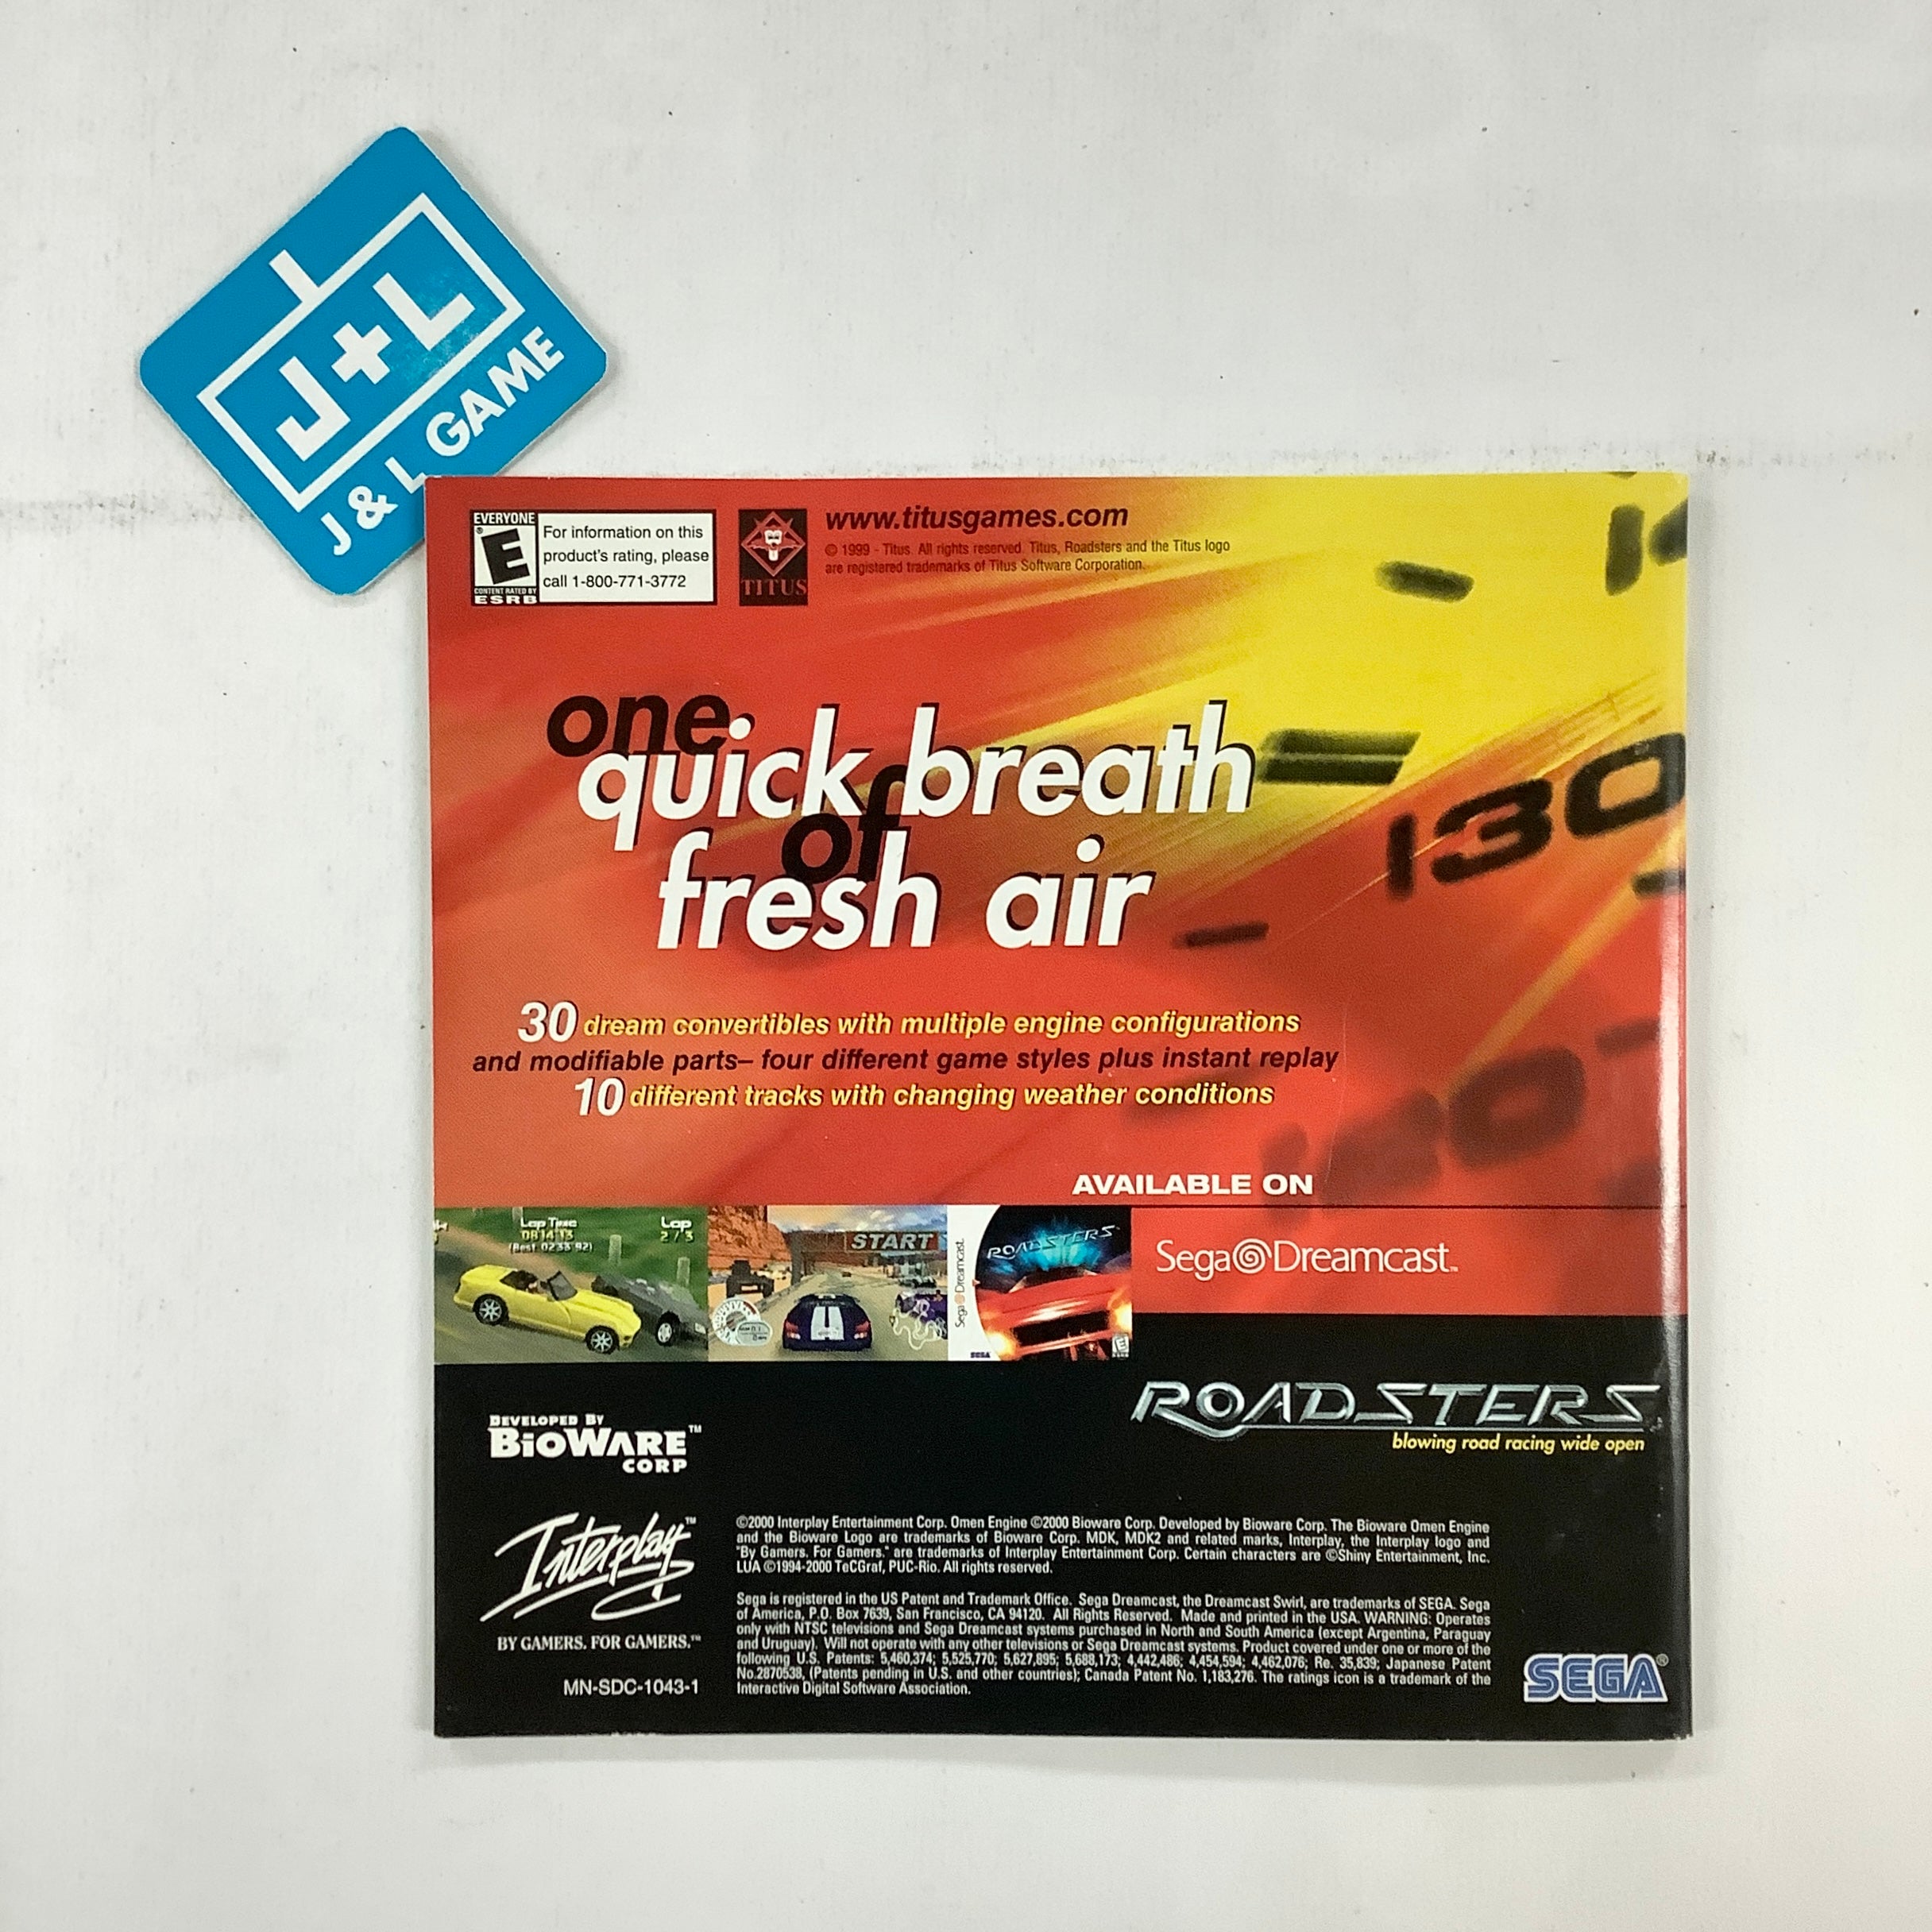 J+L
J & L GAME
EVERYONE
E
CONTENT RATED BY
ESRB
For information on this
product's rating, please
call 1-800-771-3772
TITUS
www.titusgames.com
© 1999 - Titus. All rights reserved. Titus, Roadsters and the Titus logo
are registered trademarks of Titus Software Corporation.
130
one
quick breath
of
fresh air
30 dream convertibles with multiple engine configurations
and modifiable parts– four different game styles plus instant replay
10 different tracks with changing weather conditions
AVAILABLE ON
Lap Time
Lap
2/3
START
Sega Dreamcast
ROADSTERS
SEGA
Sega Dreamcast™
ROADSTERS
blowing road racing wide open
DEVELOPED BY
BIOWARE™
CORP
Interplay™
BY GAMERS. FOR GAMERS.™
MN-SDC-1043-1
©2000 Interplay Entertainment Corp. Omen Engine ©2000 Bioware Corp. Developed by Bioware Corp. The Bioware Omen Engine
and the Bioware Logo are trademarks of Bioware Corp. MDK, MDK2 and related marks, Interplay, the Interplay logo and
"By Gamers. For Gamers." are trademarks of Interplay Entertainment Corp. Certain characters are ©Shiny Entertainment, Inc.
LUA ©1994-2000 TeCGraf, PUC-Rio. All rights reserved.
Sega is registered in the US Patent and Trademark Office. Sega Dreamcast, the Dreamcast Swirl, are trademarks of SEGA. Sega
of America, P.O. Box 7639, San Francisco, CA 94120. All Rights Reserved. Made and printed in the USA. WARNING: Operates
only with NTSC televisions and Sega Dreamcast systems purchased in North and South America (except Argentina, Paraguay
and Uruguay). Will not operate with any other televisions or Sega Dreamcast systems. Product covered under one or more of the
following U.S. Patents: 5,460,374; 5,525,770; 5,627,895; 5,688,173; 4,442,486; 4,454,594; 4,462,076; Re. 35,839; Japanese Patent
No.2870538, (Patents pending in U.S. and other countries); Canada Patent No. 1,183,276. The ratings icon is a trademark of the
Interactive Digital Software Association.
SEGA®